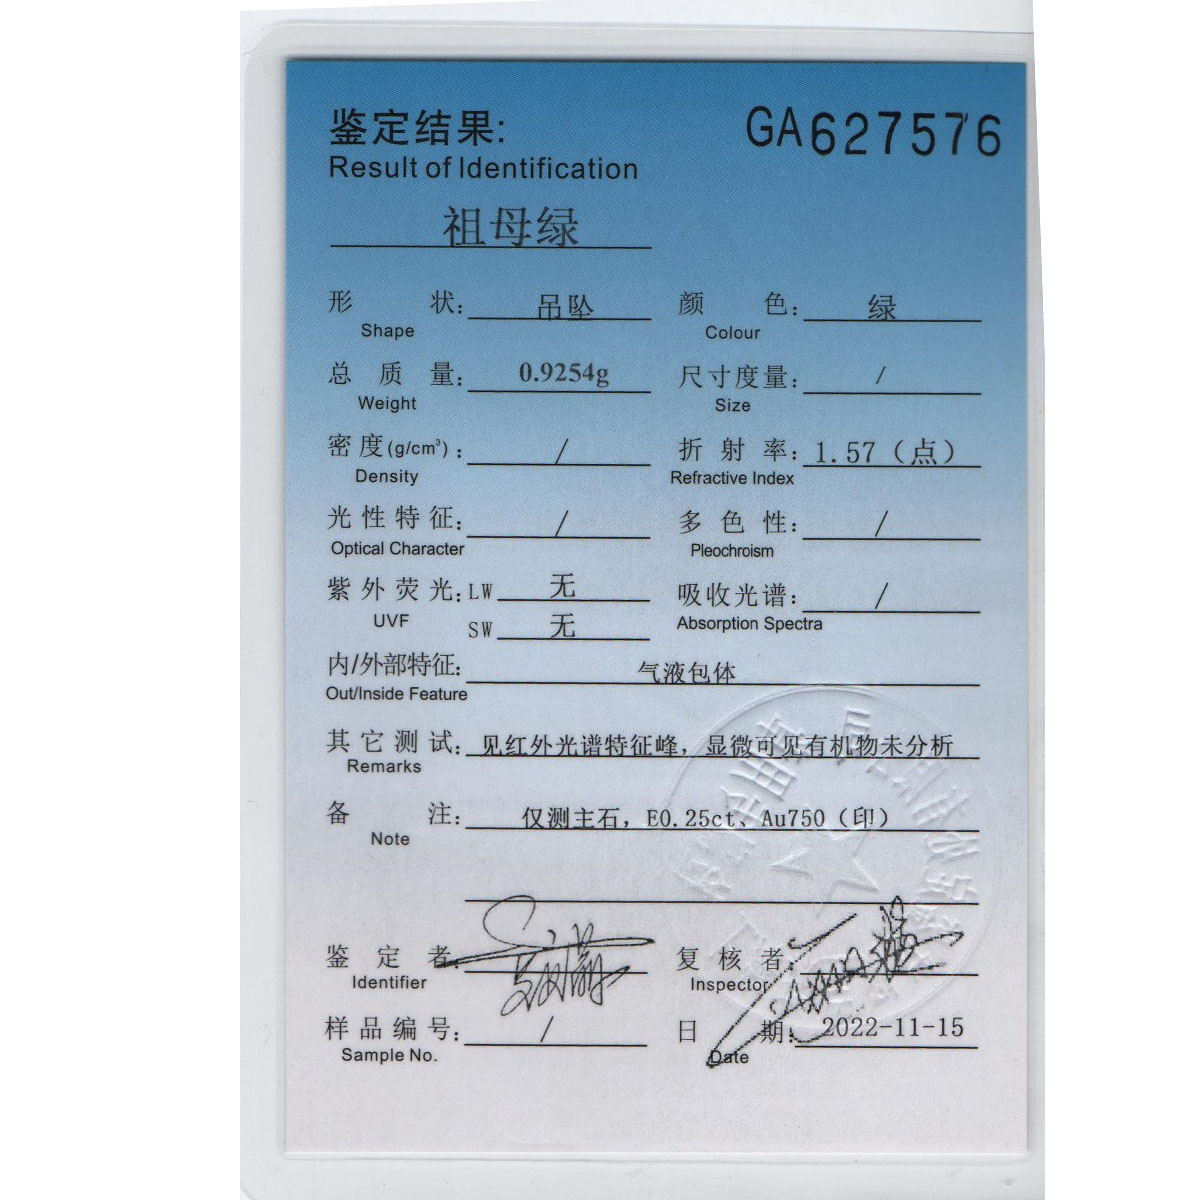 鉴定结果:
GA627576
Result of Identification
祖母绿
形 状: 吊坠 颜 色: 绿
Shape Colour
总 质 量: 0.9254g 尺寸度量: /
Weight Size
密度(g/cm³): / 折 射 率: 1.57（点）
Density Refractive Index
光性特征: / 多 色 性: /
Optical Character Pleochroism
紫外荧光: LW 无 吸收光谱: /
UVF SW 无 Absorption Spectra
内/外部特征: 气液包体
Out/Inside Feature
其它测试: 见红外光谱特征峰，显微可见有机物未分析
Remarks
备 注: 仅测主石，E0.25ct、Au750（印）
Note
鉴 定 者: 复 核 者:
Identifier Inspector
样品编号: / 日 期: 2022-11-15
Sample No. Date